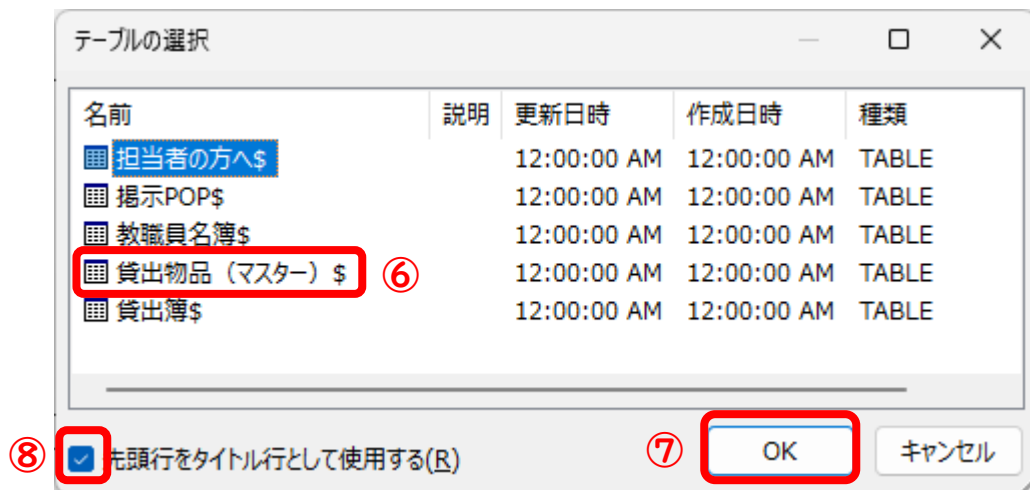 テーブルの選択
名前 説明 更新日時 作成日時 種類
担当者の方へ$ 12:00:00 AM 12:00:00 AM TABLE
掲示POP$ 12:00:00 AM 12:00:00 AM TABLE
教職員名簿$ 12:00:00 AM 12:00:00 AM TABLE
貸出物品（マスター）$ ⑥ 12:00:00 AM 12:00:00 AM TABLE
貸出簿$ 12:00:00 AM 12:00:00 AM TABLE
⑧ 先頭行をタイトル行として使用する(R) ⑦ OK キャンセル